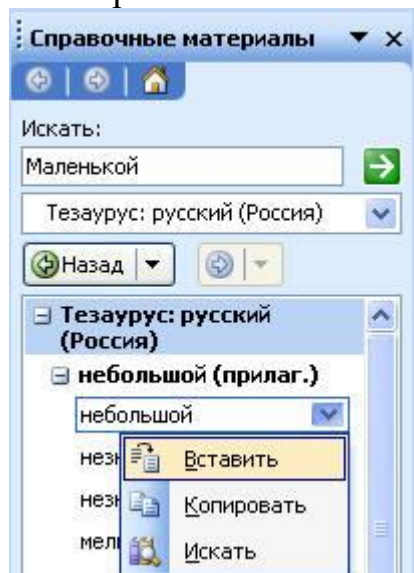 Справочные материалы
Искать:
Маленькой
Тезаурус: русский (Россия)
Назад
Тезаурус: русский
(Россия)
небольшой (прилаг.)
небольшой
Вставить
Копировать
Искать